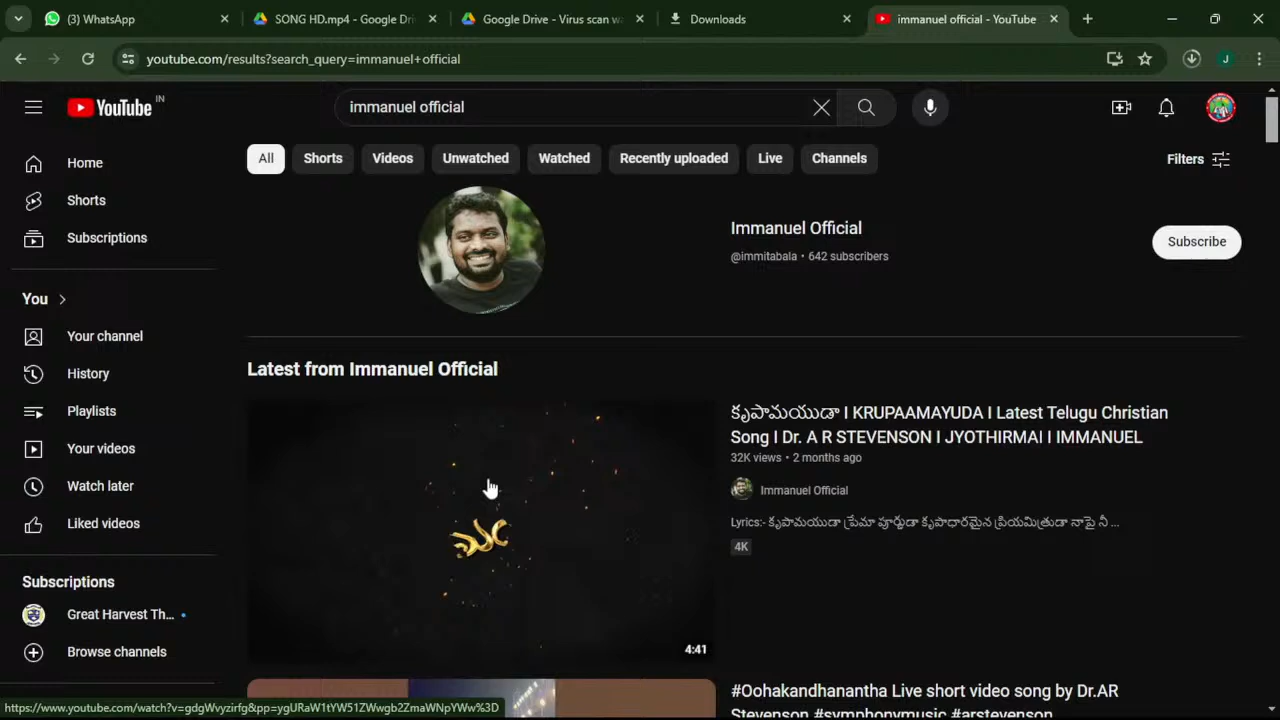 (3) WhatsApp
SONG HD.mp4 - Google Dri
Google Drive - Virus scan wa
Downloads
immanuel official - YouTube
youtube.com/results?search_query=immanuel+official
J
YouTube IN
immanuel official
All
Shorts
Videos
Unwatched
Watched
Recently uploaded
Live
Channels
Filters
Home
Shorts
Subscriptions
You
Your channel
History
Playlists
Your videos
Watch later
Liked videos
Subscriptions
Great Harvest Th...
Browse channels
Immanuel Official
@immitabala • 642 subscribers
Subscribe
Latest from Immanuel Official
4:41
కృపామయుడా I KRUPAAMAYUDA I Latest Telugu Christian
Song I Dr. A R STEVENSON I JYOTHIRMAI I IMMANUEL
32K views • 2 months ago
Immanuel Official
Lyrics:- కృపామయుడా ప్రేమా పూర్ణుడా కృపాధారమైన ప్రియమిత్రుడా నాపై నీ ...
4K
#Oohakandhanantha Live short video song by Dr.AR
Stevenson #symphonymusic #arstevenson
https://www.youtube.com/watch?v=gdgWvyzirfg&pp=ygURaW1tYW51ZWwgb2ZmaWNpYWw%3D